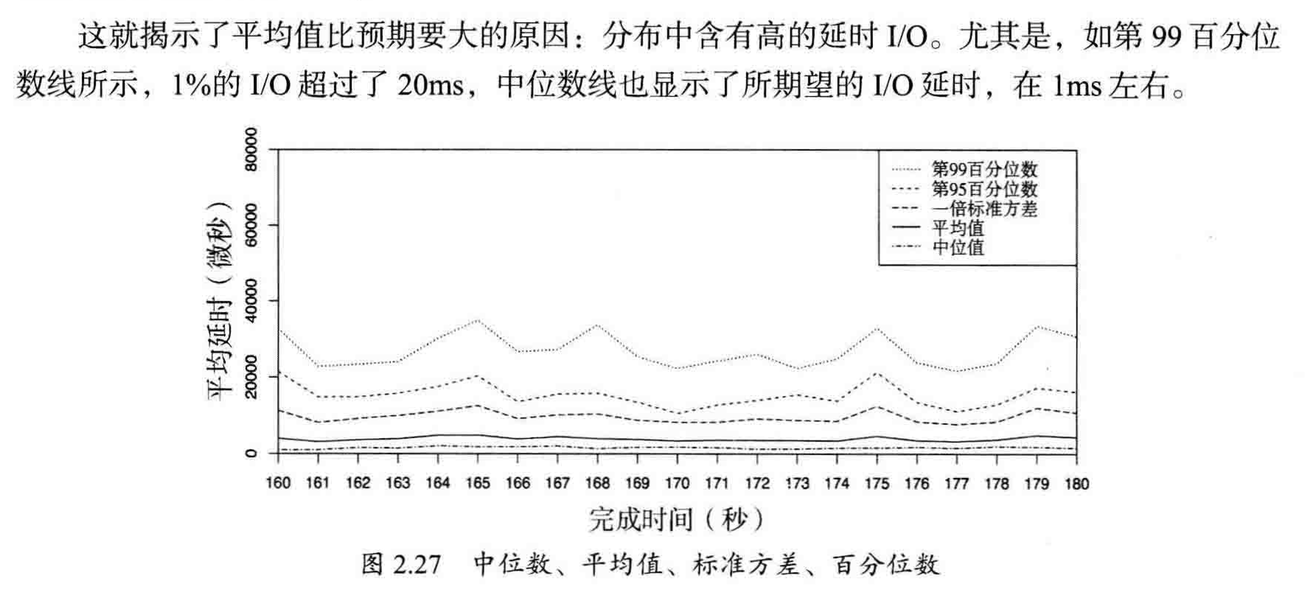 这就揭示了平均值比预期要大的原因：分布中含有高的延时 I/O。尤其是，如第 99 百分位
数线所示，1%的 I/O 超过了 20ms，中位数线也显示了所期望的 I/O 延时，在 1ms 左右。
80000
60000
40000
20000
0
平均延时（微秒）
第99百分位数
第95百分位数
一倍标准方差
平均值
中位值
160 161 162 163 164 165 166 167 168 169 170 171 172 173 174 175 176 177 178 179 180
完成时间（秒）
图 2.27 中位数、平均值、标准方差、百分位数